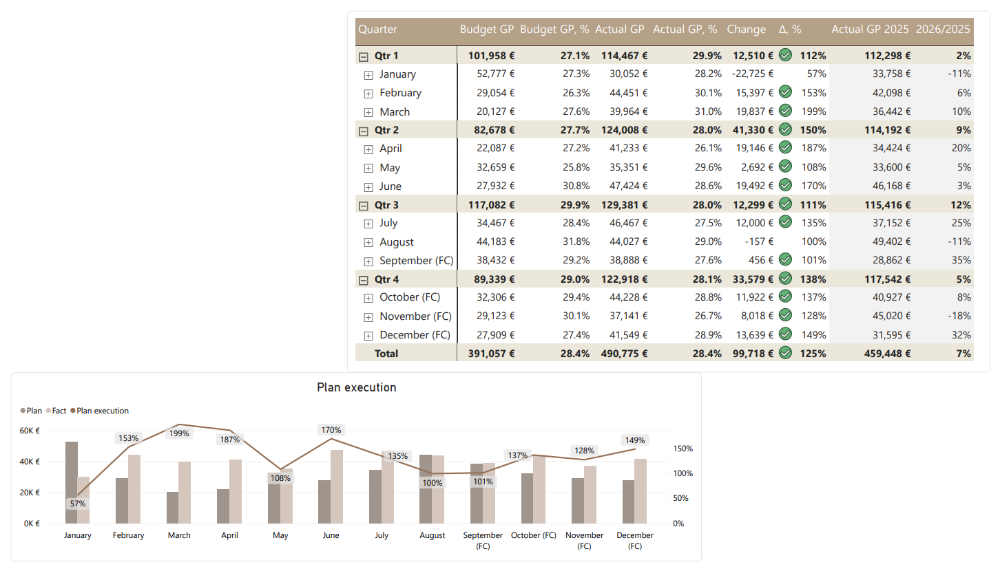 Quarter Budget GP Budget GP, % Actual GP Actual GP, % Change Δ, % Actual GP 2025 2026/2025
Qtr 1 101,958 € 27.1% 114,467 € 29.9% 12,510 € 112% 112,298 € 2%
January 52,777 € 27.3% 30,052 € 28.2% -22,725 € 57% 33,758 € -11%
February 29,054 € 26.3% 44,451 € 30.1% 15,397 € 153% 42,098 € 6%
March 20,127 € 27.6% 39,964 € 31.0% 19,837 € 199% 36,442 € 10%
Qtr 2 82,678 € 27.7% 124,008 € 28.0% 41,330 € 150% 114,192 € 9%
April 22,087 € 27.2% 41,233 € 26.1% 19,146 € 187% 34,424 € 20%
May 32,659 € 25.8% 35,351 € 29.6% 2,692 € 108% 33,600 € 5%
June 27,932 € 30.8% 47,424 € 28.6% 19,492 € 170% 46,168 € 3%
Qtr 3 117,082 € 29.9% 129,381 € 28.0% 12,299 € 111% 115,416 € 12%
July 34,467 € 28.4% 46,467 € 27.5% 12,000 € 135% 37,152 € 25%
August 44,183 € 31.8% 44,027 € 29.0% -157 € 100% 49,402 € -11%
September (FC) 38,432 € 29.2% 38,888 € 27.6% 456 € 101% 28,862 € 35%
Qtr 4 89,339 € 29.0% 122,918 € 28.1% 33,579 € 138% 117,542 € 5%
October (FC) 32,306 € 29.4% 44,228 € 28.8% 11,922 € 137% 40,927 € 8%
November (FC) 29,123 € 30.1% 37,141 € 26.7% 8,018 € 128% 45,020 € -18%
December (FC) 27,909 € 27.4% 41,549 € 28.9% 13,639 € 149% 31,595 € 32%
Total 391,057 € 28.4% 490,775 € 28.4% 99,718 € 125% 459,448 € 7%
Plan execution
Plan Fact Plan execution
60K €
40K €
20K €
0K €
57% 153% 199% 187% 108% 170% 135% 100% 101% 137% 128% 149%
150%
100%
50%
0%
January February March April May June July August September (FC) October (FC) November (FC) December (FC)